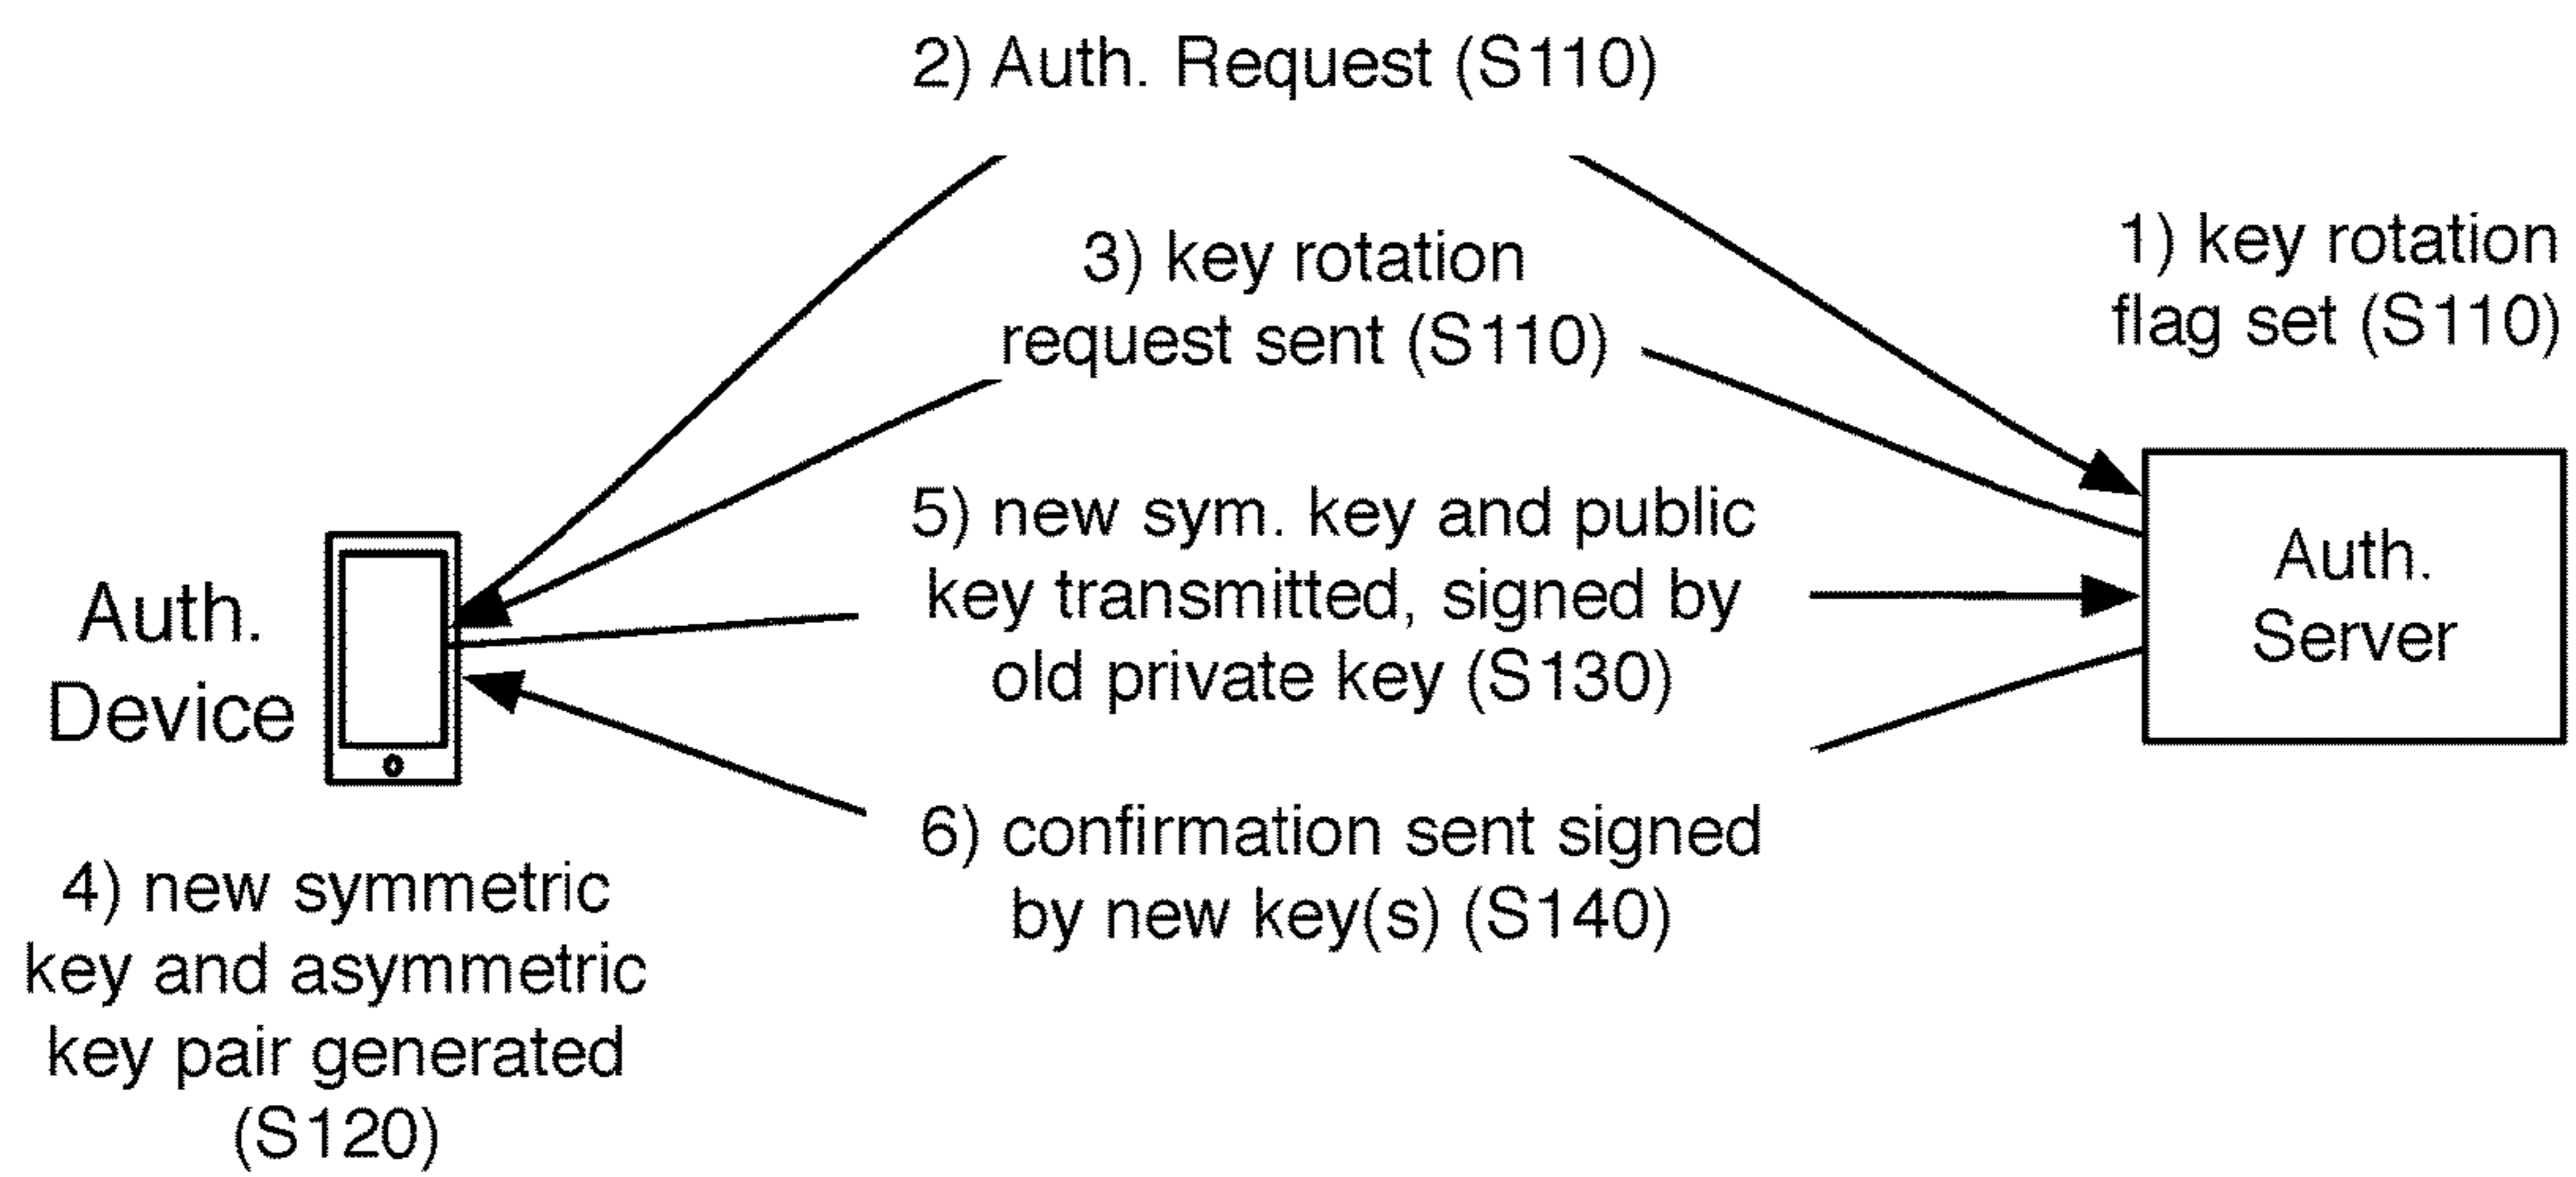 2) Auth. Request (S110)
1) key rotation
flag set (S110)
3) key rotation
request sent (S110)
5) new sym. key and public
key transmitted, signed by
old private key (S130)
Auth.
Server
Auth.
Device
6) confirmation sent signed
by new key(s) (S140)
4) new symmetric
key and asymmetric
key pair generated
(S120)